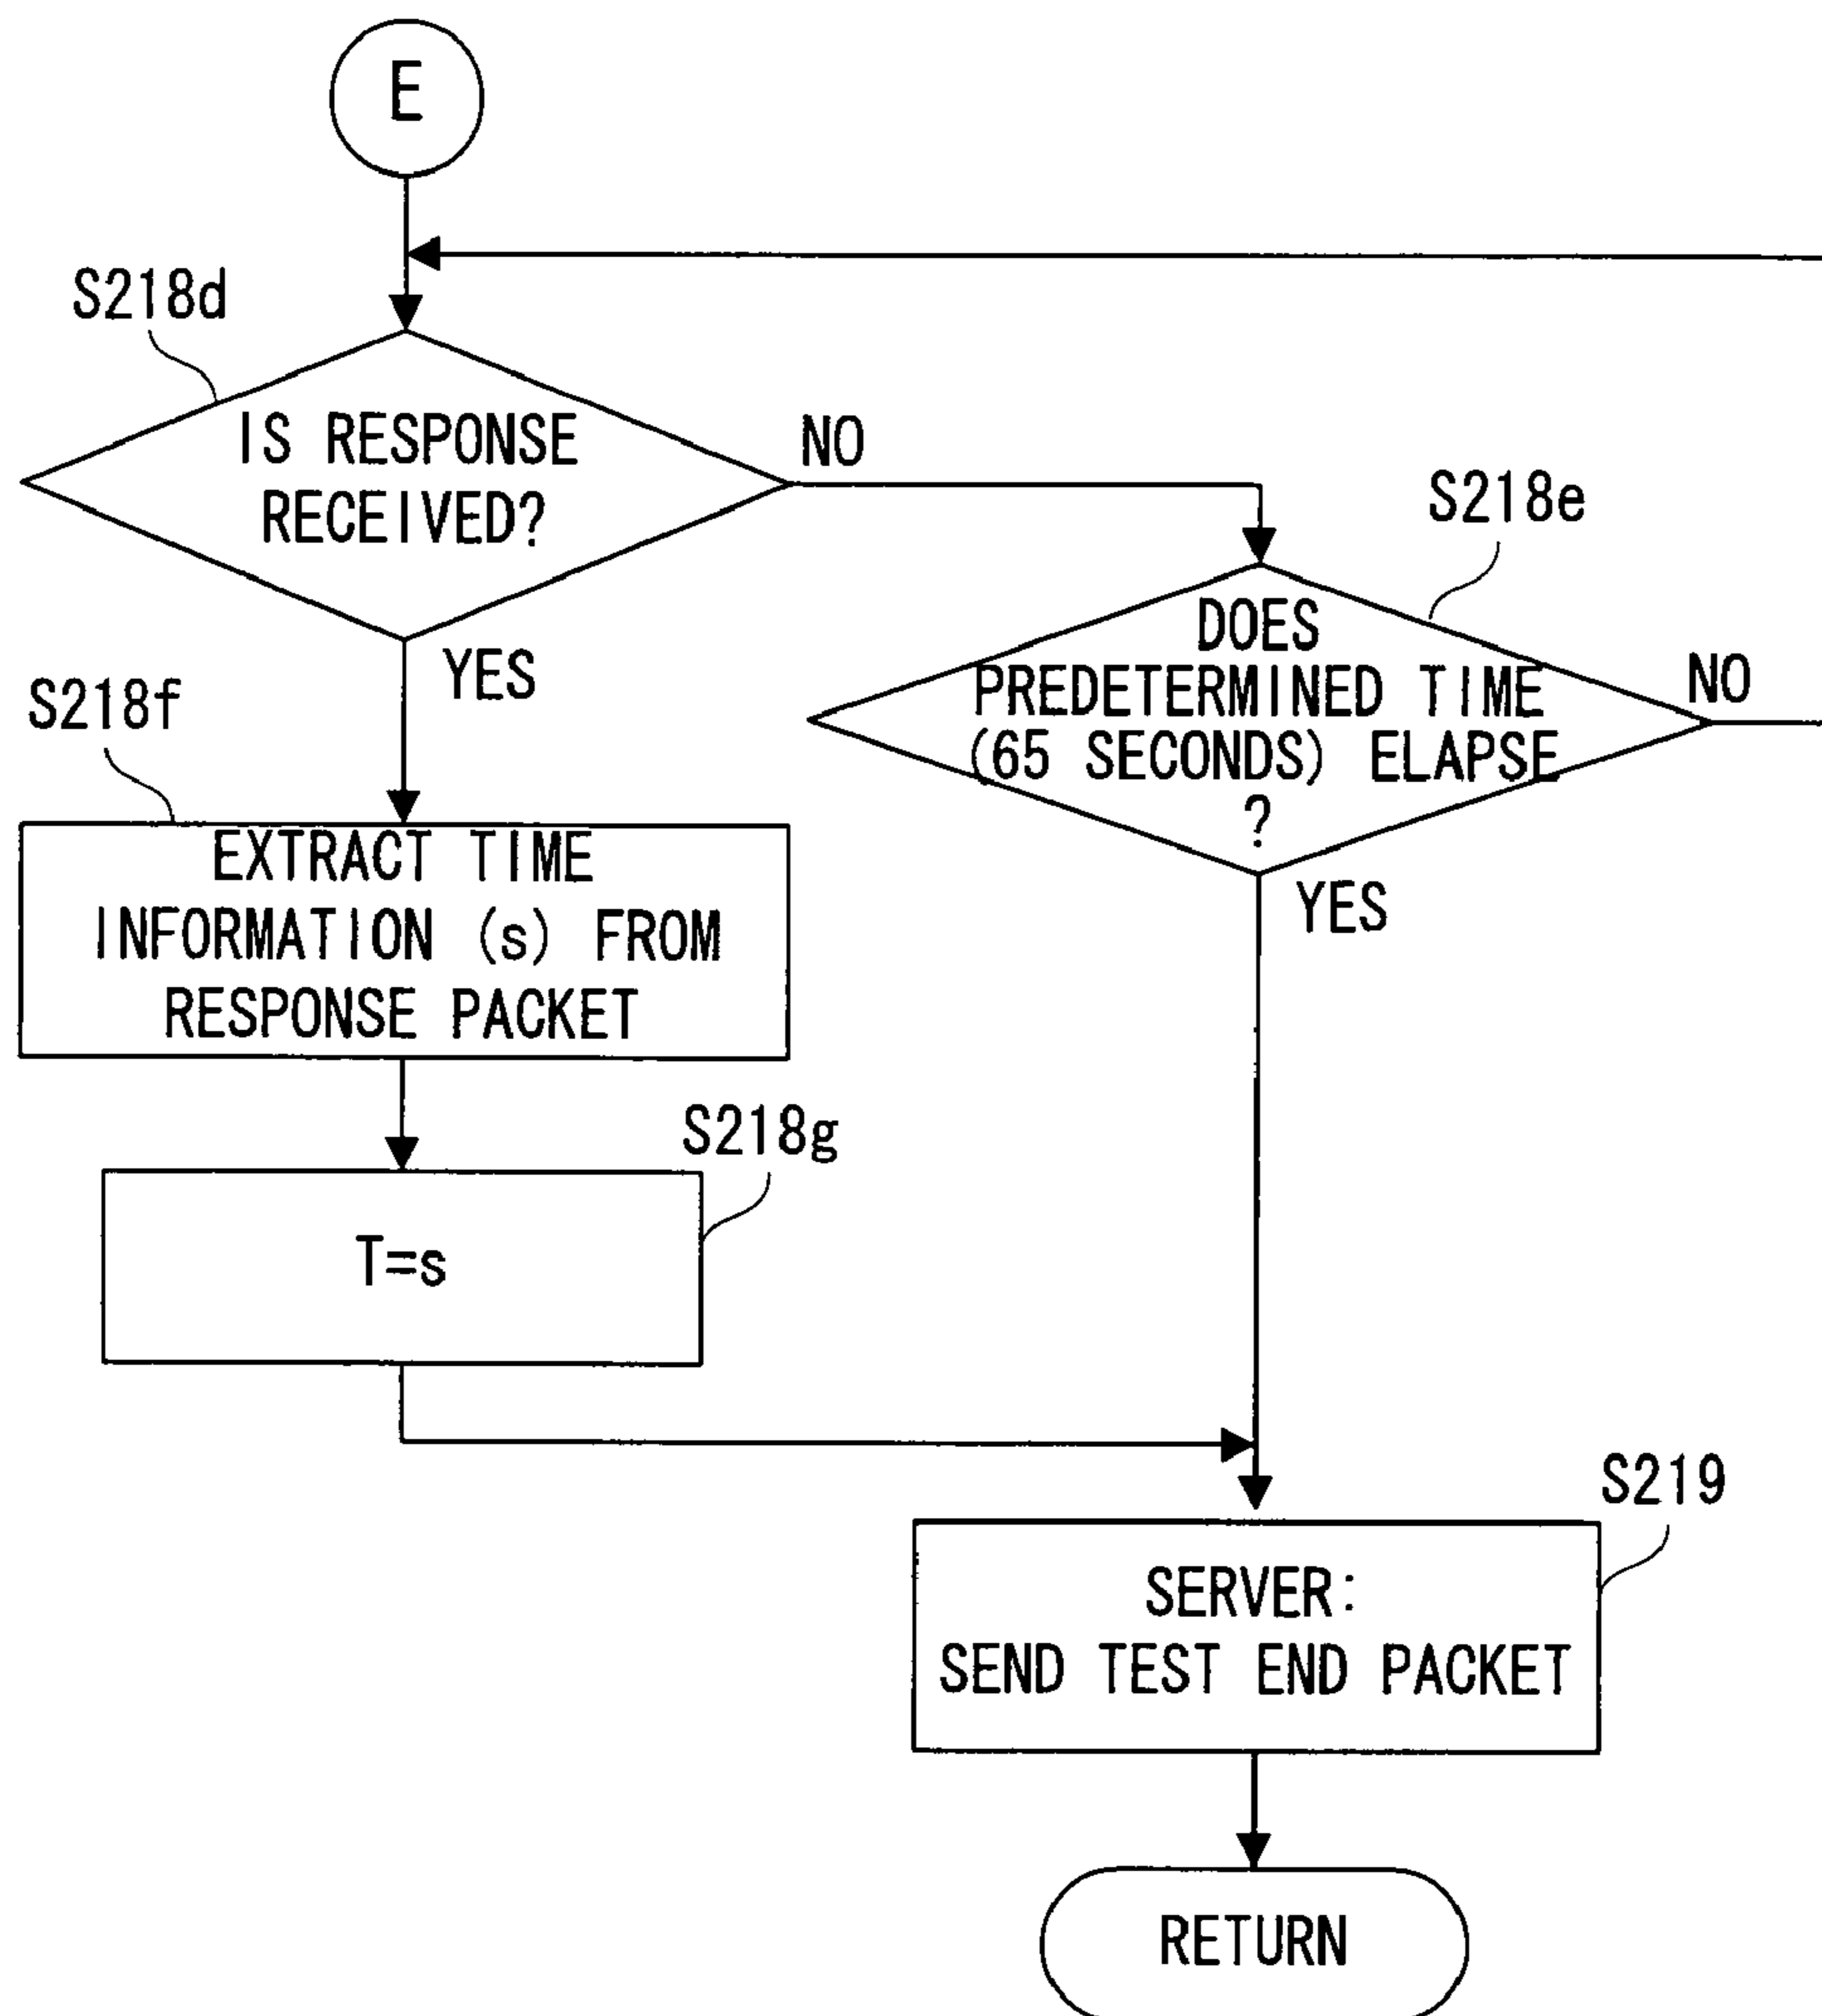 E
S218d
IS RESPONSE
RECEIVED?
NO
S218e
DOES
PREDETERMINED TIME
(65 SECONDS) ELAPSE
?
NO
YES
YES
S218f
EXTRACT TIME
INFORMATION (s) FROM
RESPONSE PACKET
S218g
T=s
S219
SERVER:
SEND TEST END PACKET
RETURN